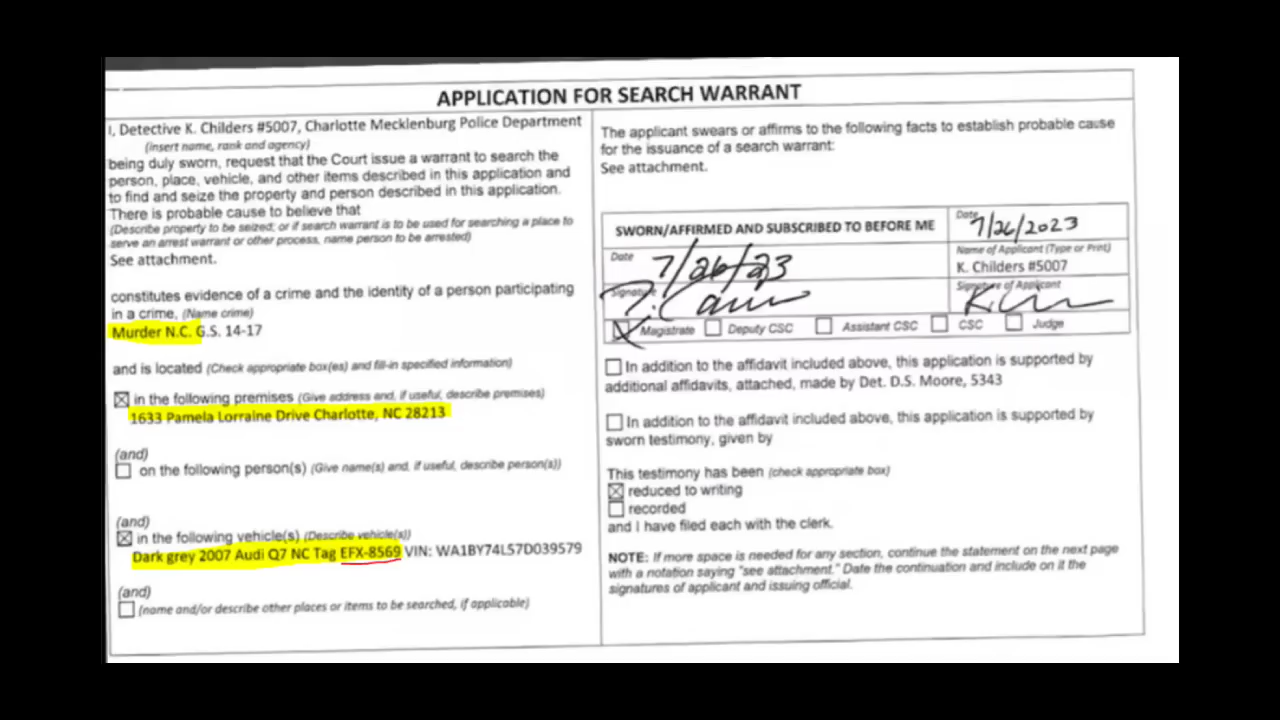 APPLICATION FOR SEARCH WARRANT
I, Detective K. Childers #5007, Charlotte Mecklenburg Police Department
(insert name, rank and agency)
being duly sworn, request that the Court issue a warrant to search the
person, place, vehicle, and other items described in this application and
to find and seize the property and person described in this application.
There is probable cause to believe that
(Describe property to be seized; or if search warrant is to be used for searching a place to
serve an arrest warrant or other process, name person to be arrested)
See attachment.
constitutes evidence of a crime and the identity of a person participating
in a crime, (Name crime)
Murder N.C. G.S. 14-17
and is located (Check appropriate box(es) and fill-in specified information)
in the following premises (Give address and, if useful, describe premises)
1633 Pamela Lorraine Drive Charlotte, NC 28213
(and)
on the following person(s) (Give name(s) and, if useful, describe person(s))
(and)
in the following vehicle(s) (Describe vehicle(s))
Dark grey 2007 Audi Q7 NC Tag EFX-8569 VIN: WA1BY74L57D039579
(and)
(name and/or describe other places or items to be searched, if applicable)
The applicant swears or affirms to the following facts to establish probable cause
for the issuance of a search warrant:
See attachment.
SWORN/AFFIRMED AND SUBSCRIBED TO BEFORE ME
Date
7/26/2023
Date 7/26/23
Name of Applicant (Type or Print)
K. Childers #5007
Signature
Signature of Applicant
Magistrate Deputy CSC Assistant CSC CSC Judge
In addition to the affidavit included above, this application is supported by
additional affidavits, attached, made by Det. D.S. Moore, 5343
In addition to the affidavit included above, this application is supported by
sworn testimony, given by
This testimony has been (check appropriate box)
reduced to writing
recorded
and I have filed each with the clerk.
NOTE: If more space is needed for any section, continue the statement on the next page
with a notation saying "see attachment." Date the continuation and include on it the
signatures of applicant and issuing official.